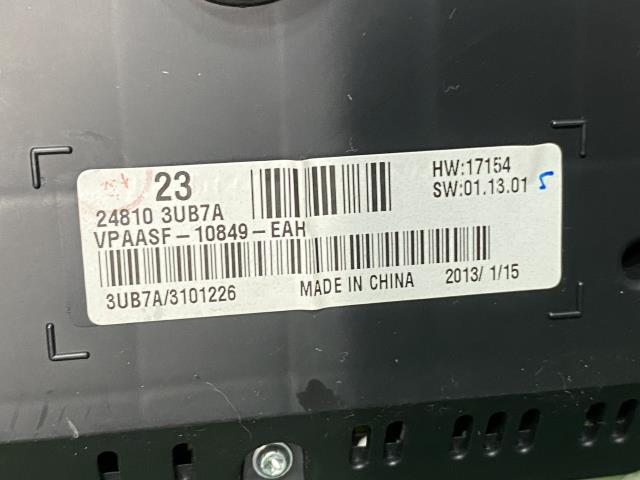 23
24810 3UB7A
VPAASF-10849-EAH
3UB7A/3101226
HW:17154
SW:01.13.01
MADE IN CHINA 2013/ 1/15